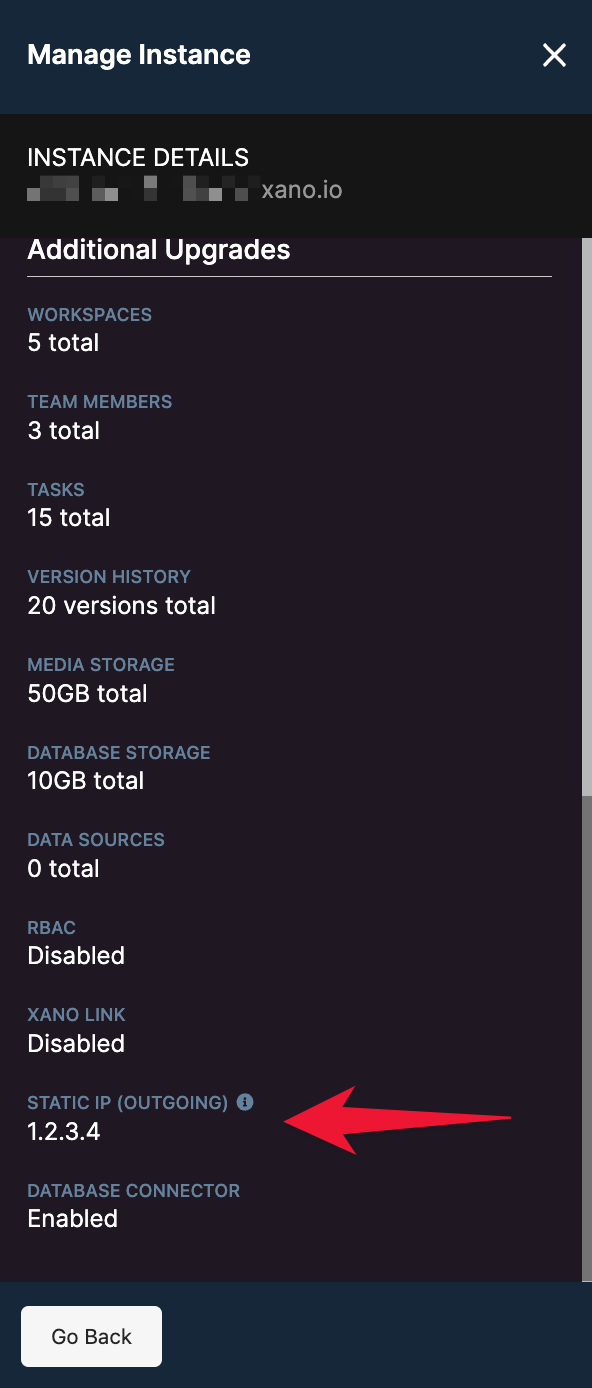 Manage Instance
INSTANCE DETAILS
xano.io
Additional Upgrades
WORKSPACES
5 total
TEAM MEMBERS
3 total
TASKS
15 total
VERSION HISTORY
20 versions total
MEDIA STORAGE
50GB total
DATABASE STORAGE
10GB total
DATA SOURCES
0 total
RBAC
Disabled
XANO LINK
Disabled
STATIC IP (OUTGOING)
1.2.3.4
DATABASE CONNECTOR
Enabled
Go Back